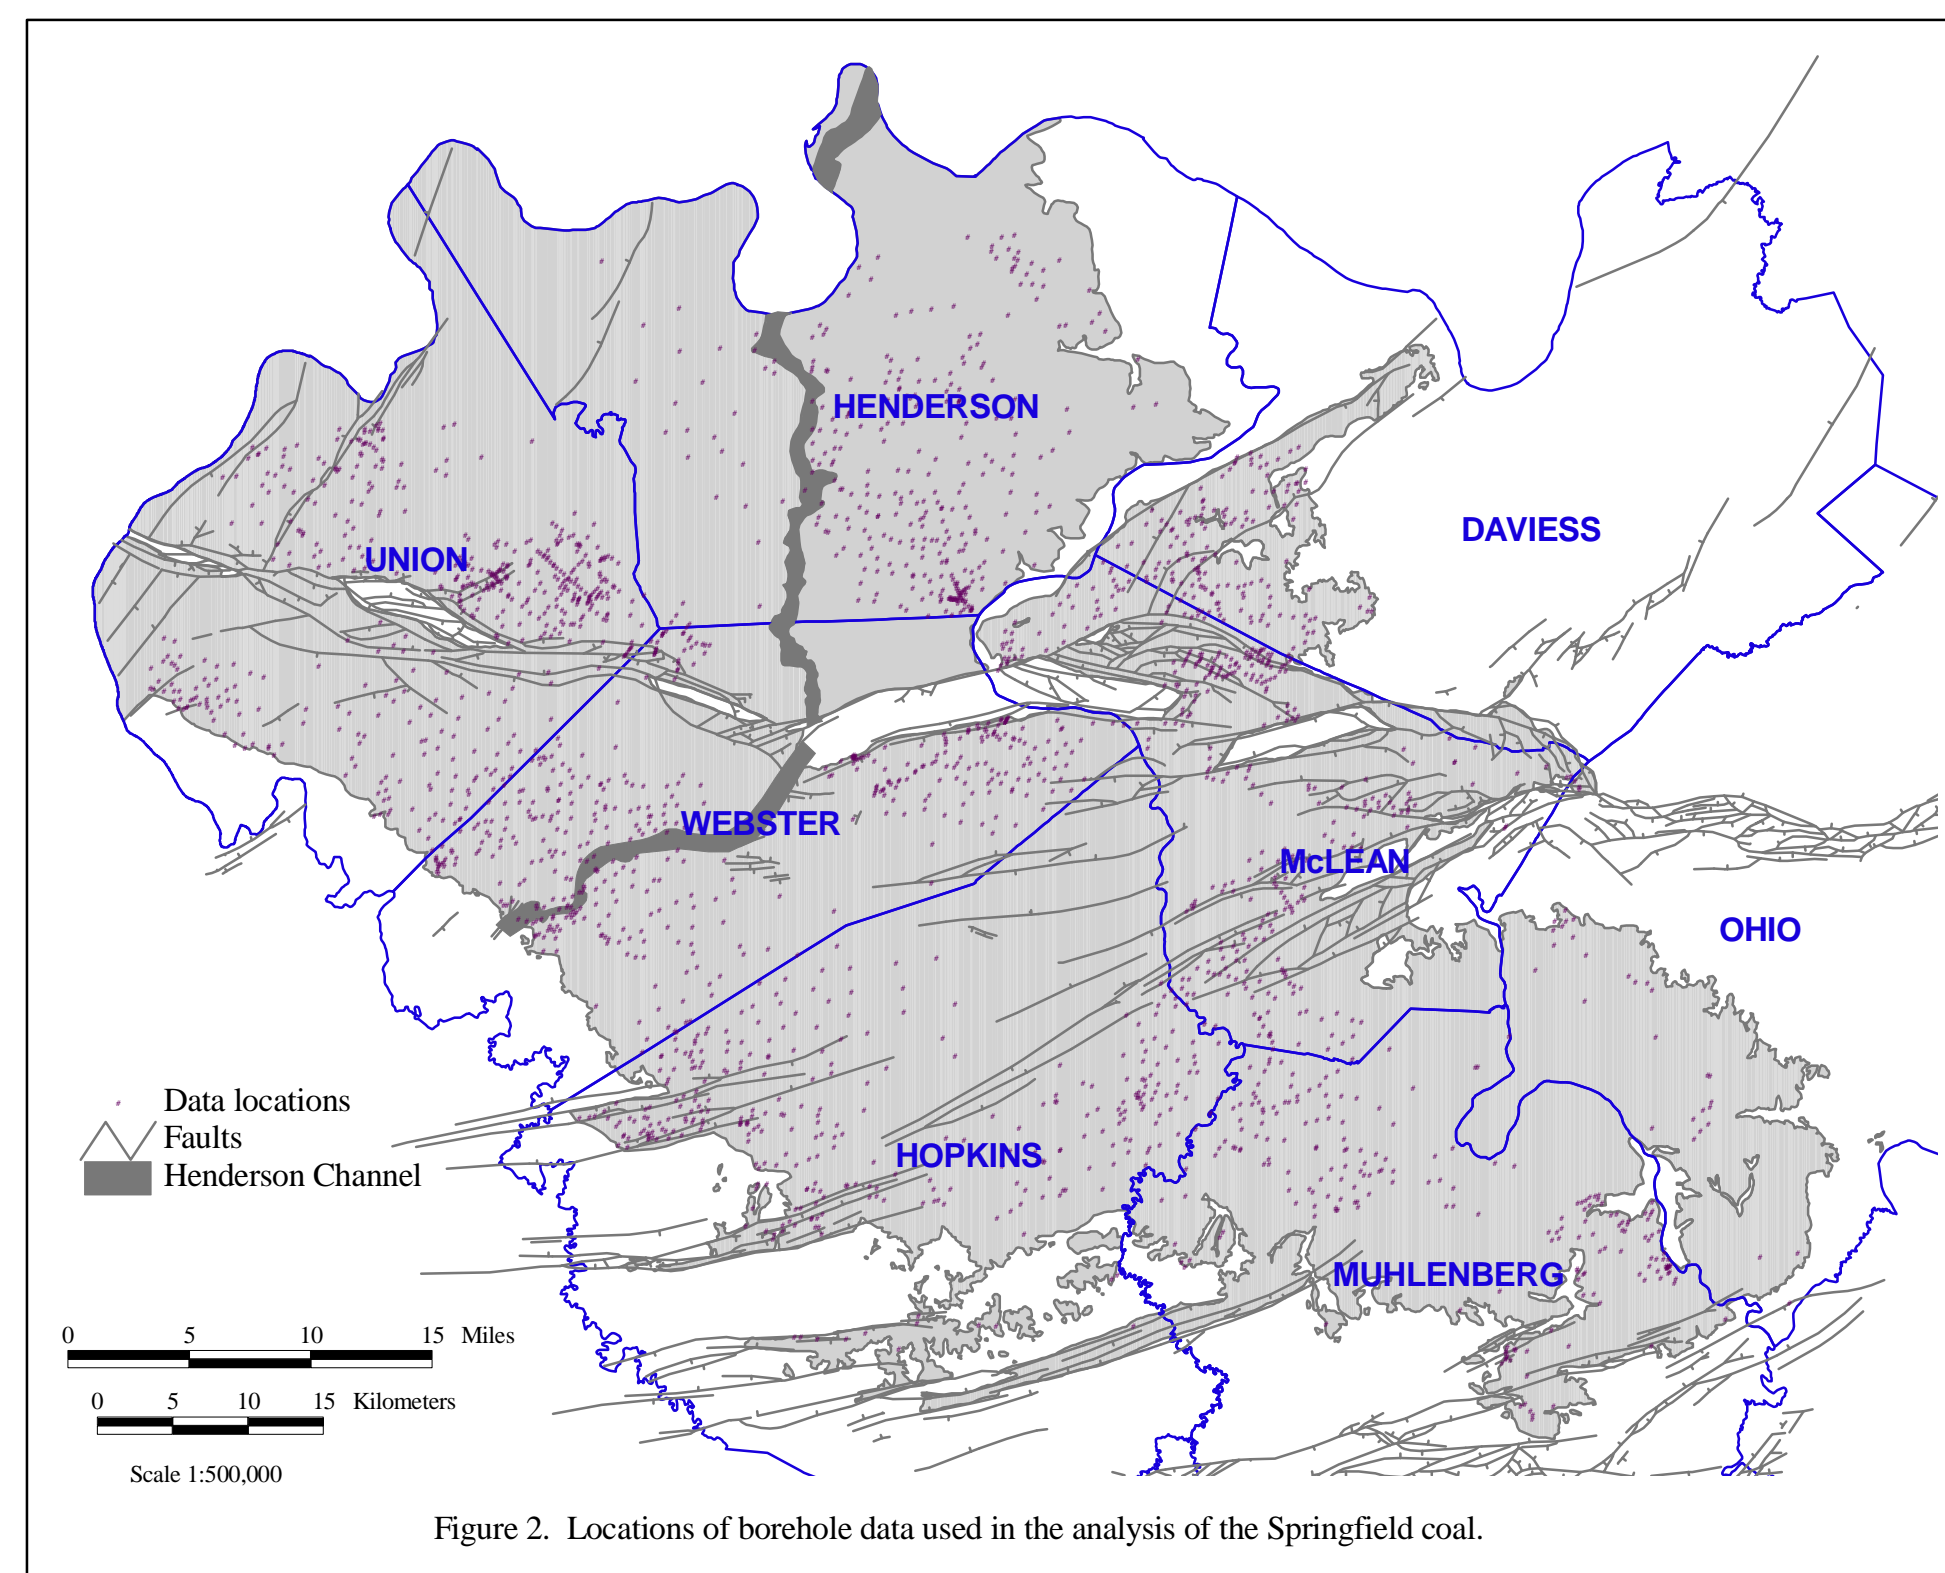 HENDERSON
DAVIESS
UNION
WEBSTER
McLEAN
OHIO
HOPKINS
MUHLENBERG
Data locations
Faults
Henderson Channel
0 5 10 15 Miles
0 5 10 15 Kilometers
Scale 1:500,000
Figure 2. Locations of borehole data used in the analysis of the Springfield coal.